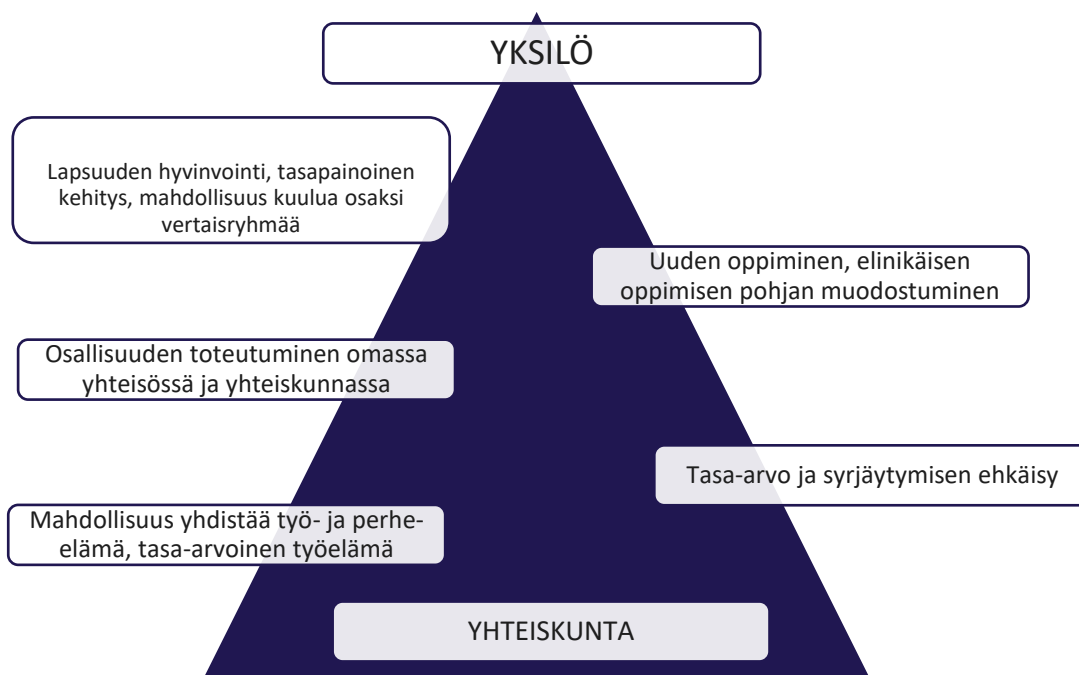 YKSILÖ
Lapsuuden hyvinvointi, tasapainoinen
kehitys, mahdollisuus kuulua osaksi
vertaisryhmää
Uuden oppiminen, elinikäisen
oppimisen pohjan muodostuminen
Osallisuuden toteutuminen omassa
yhteisössä ja yhteiskunnassa
Tasa-arvo ja syrjäytymisen ehkäisy
Mahdollisuus yhdistää työ- ja perhe-
elämä, tasa-arvoinen työelämä
YHTEISKUNTA